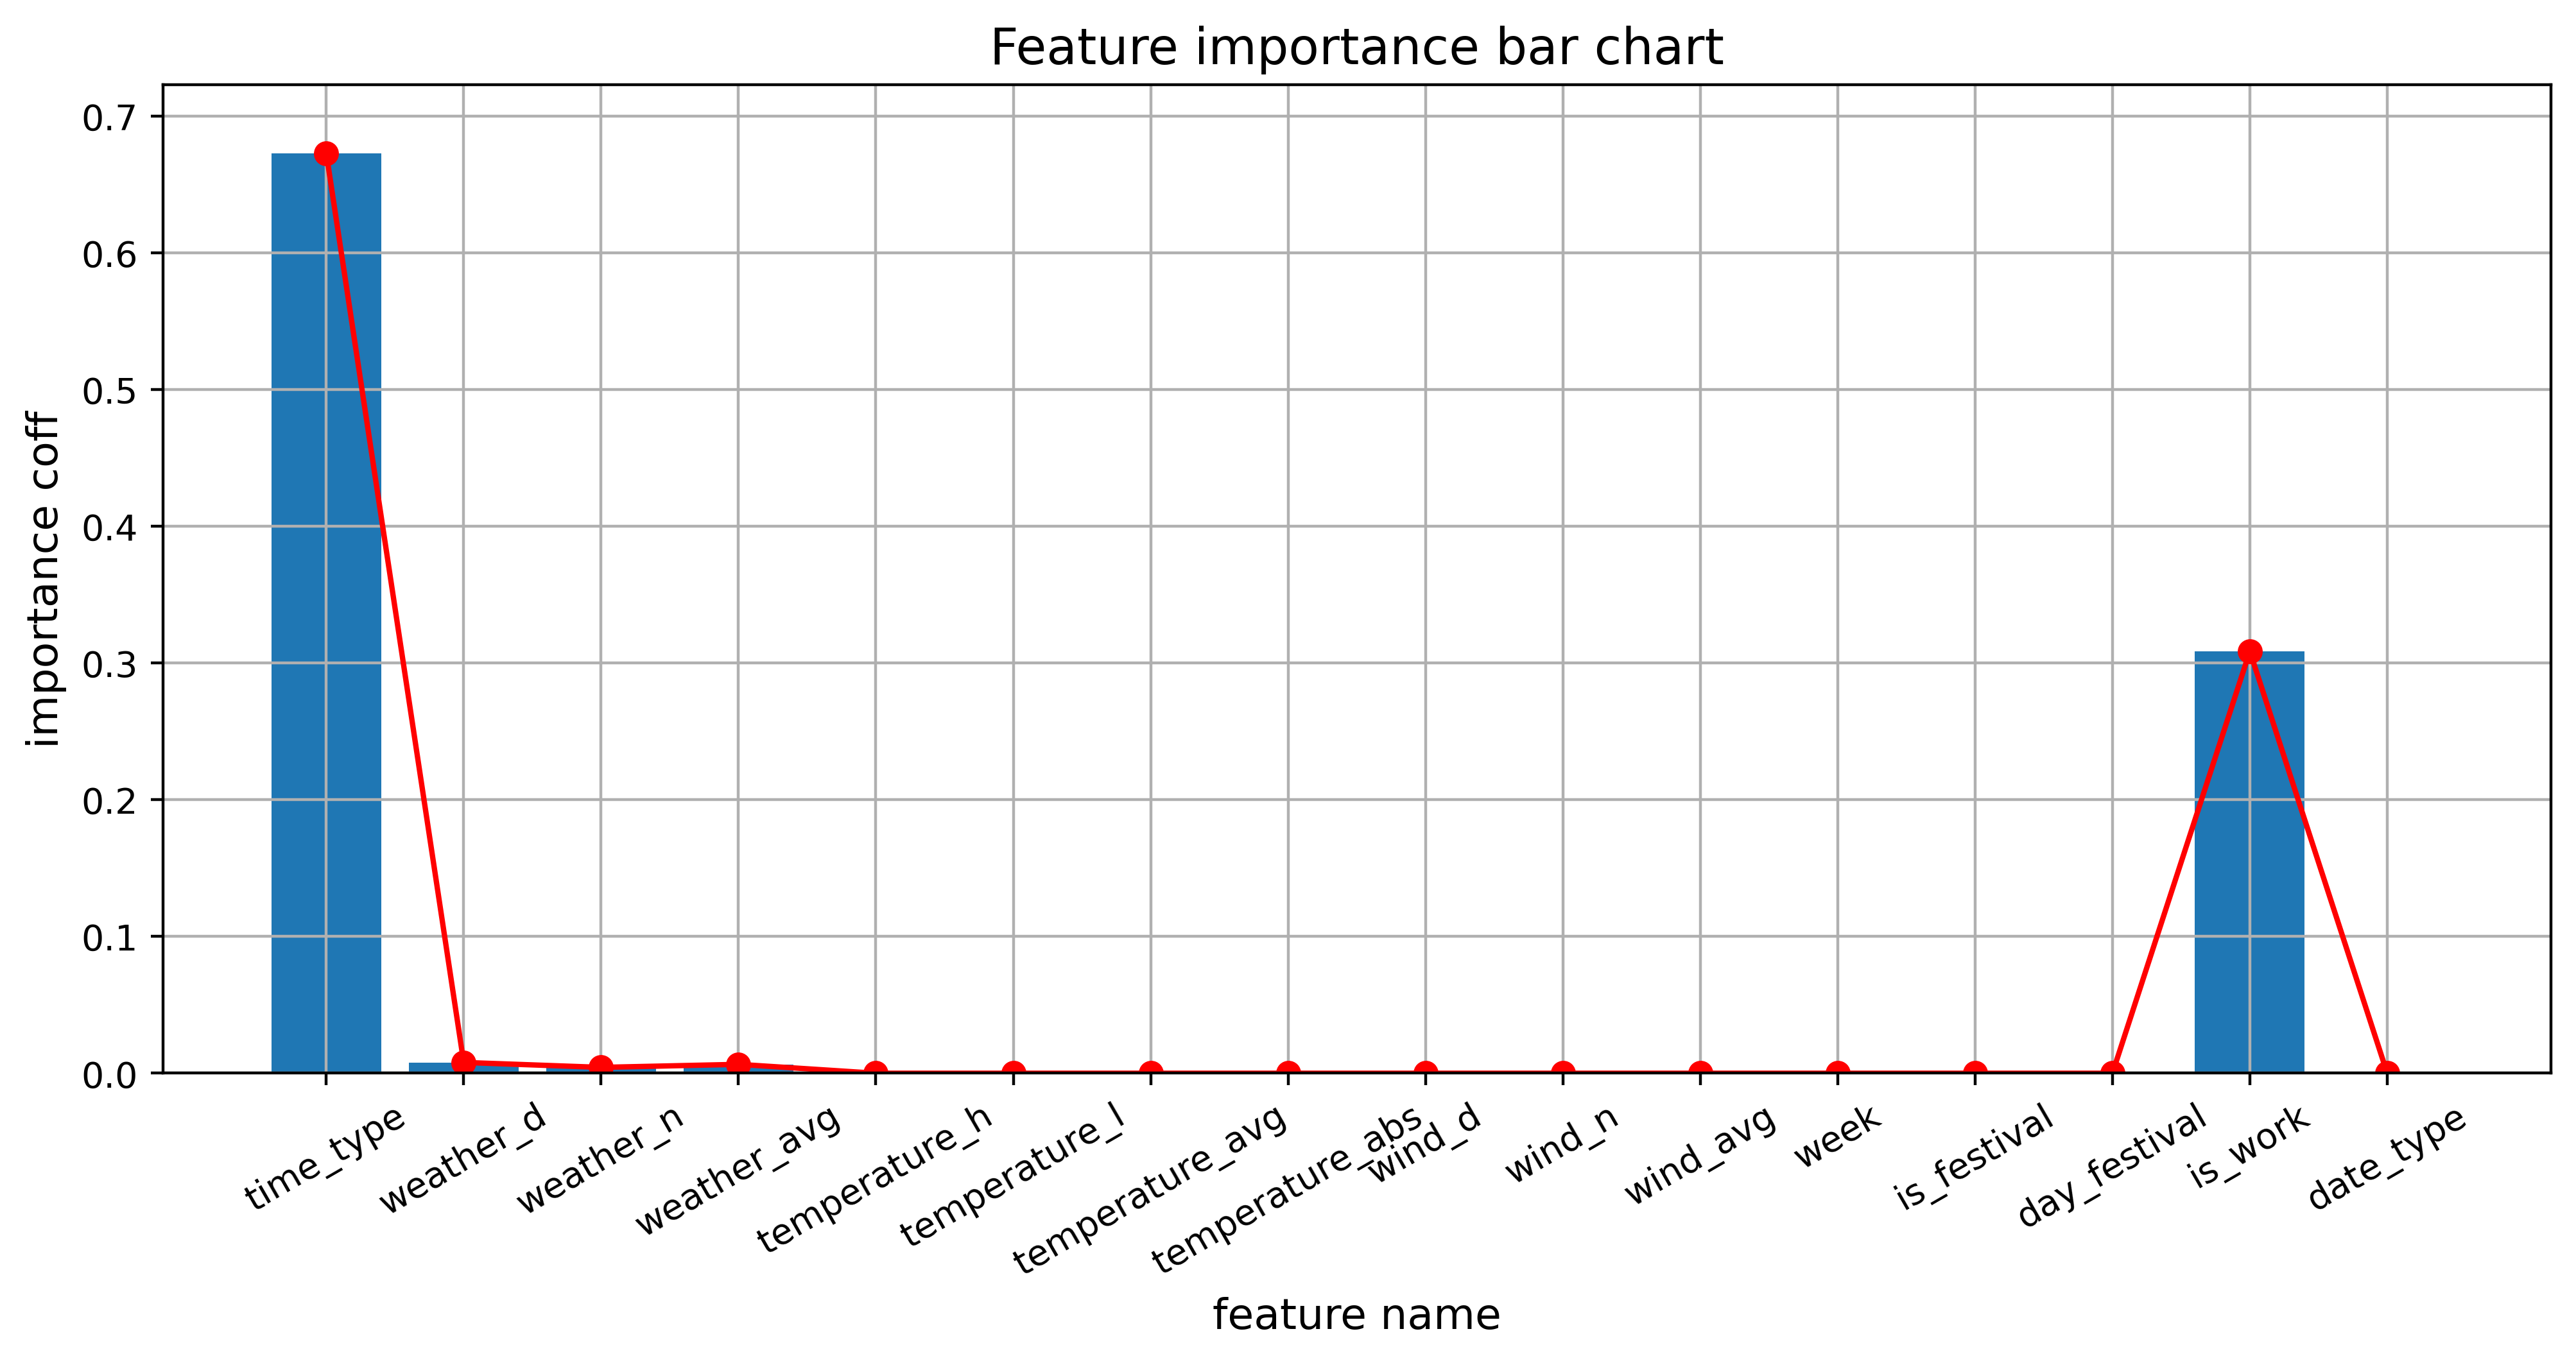 Feature importance bar chart
importance coff
0.7
0.6
0.5
0.4
0.3
0.2
0.1
0.0
time_type
weather_d
weather_n
weather_avg
temperature_h
temperature_l
temperature_avg
temperature_abs
wind_d
wind_n
wind_avg
week
is_festival
day_festival
is_work
date_type
feature name